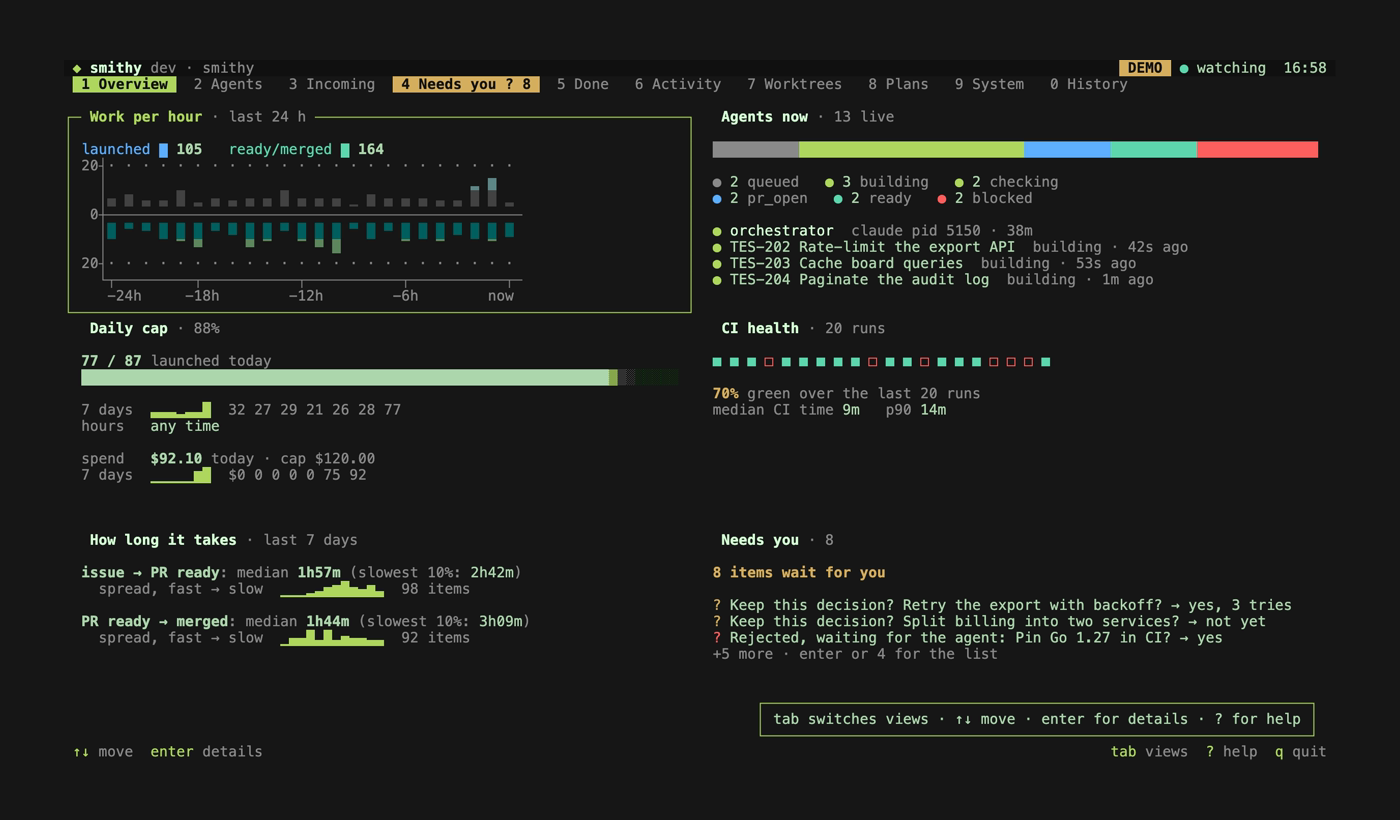 ◆ smithy dev · smithy DEMO ● watching 16:58
1 Overview 2 Agents 3 Incoming 4 Needs you ? 8 5 Done 6 Activity 7 Worktrees 8 Plans 9 System 0 History
Work per hour · last 24 h
launched 105 ready/merged 164
20
0
20
−24h −18h −12h −6h now
Agents now · 13 live
● 2 queued ● 3 building ● 2 checking
● 2 pr_open ● 2 ready ● 2 blocked
● orchestrator claude pid 5150 · 38m
● TES-202 Rate-limit the export API building · 42s ago
● TES-203 Cache board queries building · 53s ago
● TES-204 Paginate the audit log building · 1m ago
Daily cap · 88%
77 / 87 launched today
7 days 32 27 29 21 26 28 77
hours any time
spend $92.10 today · cap $120.00
7 days $0 0 0 0 0 75 92
CI health · 20 runs
70% green over the last 20 runs
median CI time 9m p90 14m
How long it takes · last 7 days
issue → PR ready: median 1h57m (slowest 10%: 2h42m)
spread, fast → slow 98 items
PR ready → merged: median 1h44m (slowest 10%: 3h09m)
spread, fast → slow 92 items
Needs you · 8
8 items wait for you
? Keep this decision? Retry the export with backoff? → yes, 3 tries
? Keep this decision? Split billing into two services? → not yet
? Rejected, waiting for the agent: Pin Go 1.27 in CI? → yes
+5 more · enter or 4 for the list
tab switches views · ↑↓ move · enter for details · ? for help
↑↓ move enter details tab views ? help q quit